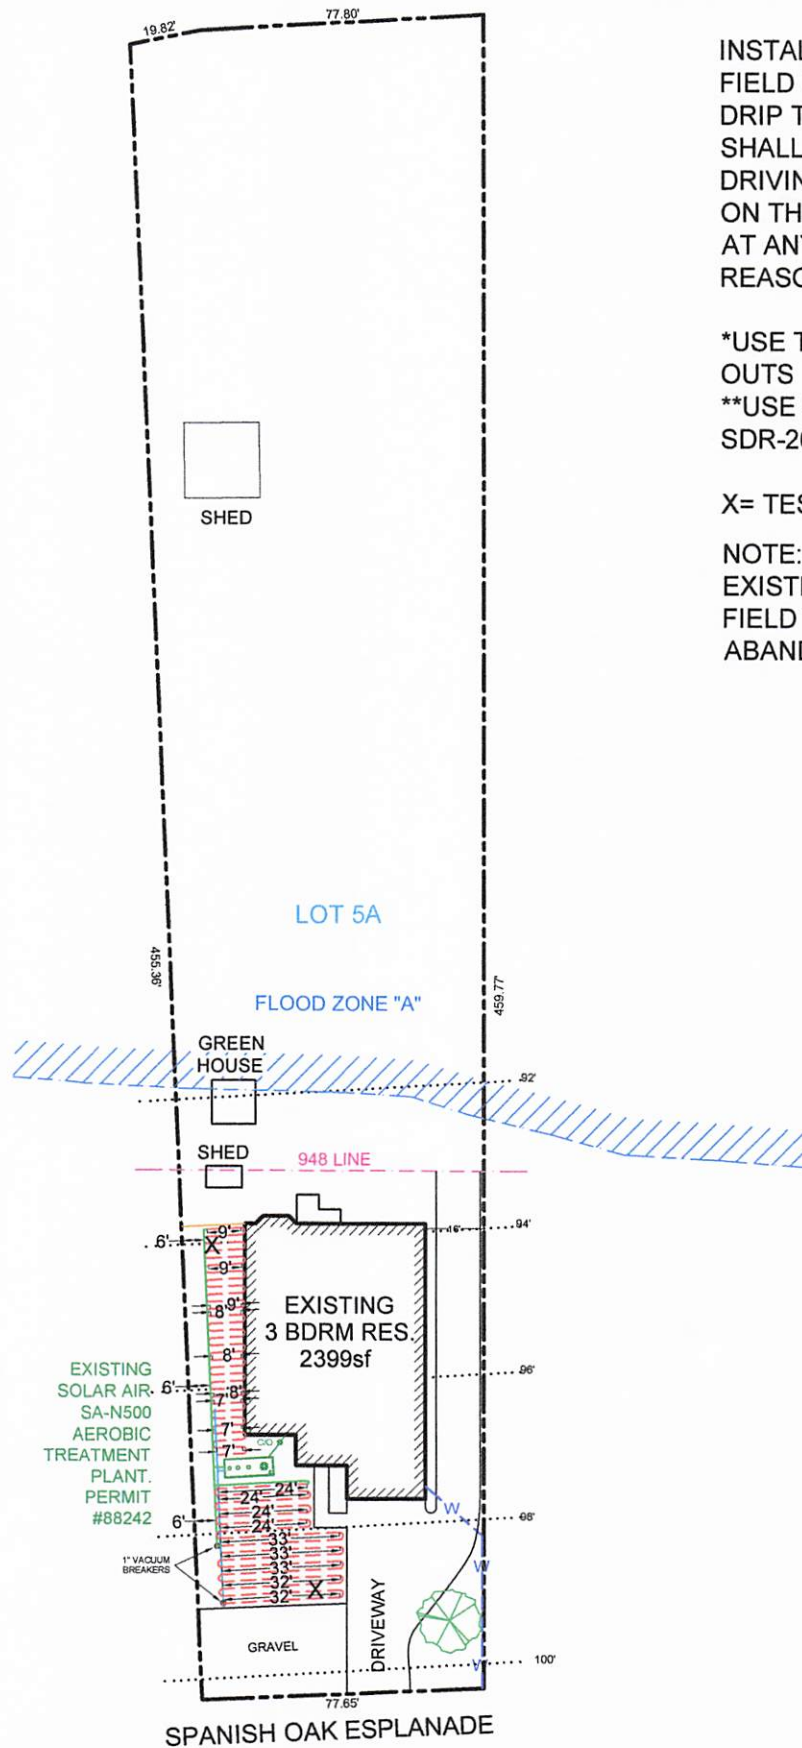 19.82'
77.80'
INSTAL
FIELD
DRIP T
SHALL
DRIVIN
ON TH
AT ANY
REASO
*USE T
OUTS
**USE
SDR-26
X= TES
NOTE:
EXISTI
FIELD
ABAND
SHED
LOT 5A
455.36'
459.77'
FLOOD ZONE "A"
GREEN
HOUSE
92'
SHED
948 LINE
94'
6'
9'
X
9'
8'
9'
EXISTING
3 BDRM RES.
2399sf
8'
96'
6'
7'
8'
7'
7'
EXISTING
SOLAR AIR
SA-N500
AEROBIC
TREATMENT
PLANT.
PERMIT
#88242
C/O
24'
24'
24'
24'
6'
98'
W
33'
33'
33'
32'
32'
X
1" VACUUM
BREAKERS
W
DRIVEWAY
GRAVEL
100'
W
77.65'
SPANISH OAK ESPLANADE